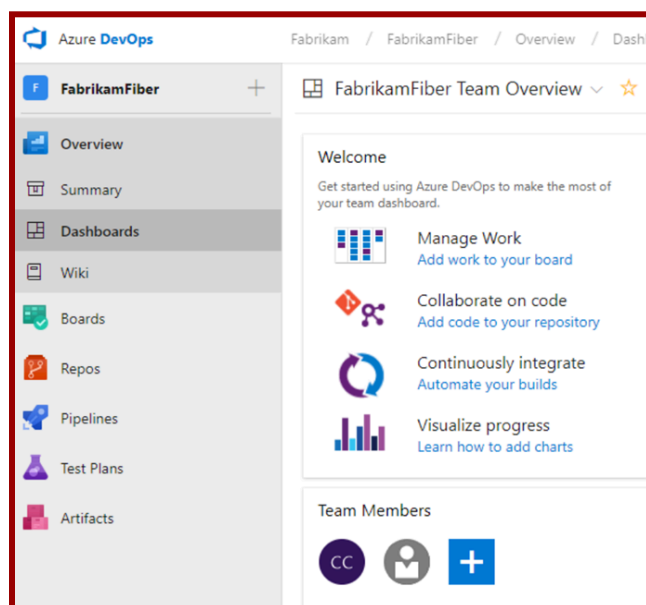 Azure DevOps
Fabrikam / FabrikamFiber / Overview /
F FabrikamFiber
FabrikamFiber Team Overview
Overview
Summary
Dashboards
Wiki
Boards
Repos
Pipelines
Test Plans
Artifacts
Welcome
Get started using Azure DevOps to make the most of
your team dashboard.
Manage Work
Add work to your board
Collaborate on code
Add code to your repository
Continuously integrate
Automate your builds
Visualize progress
Learn how to add charts
Team Members
CC